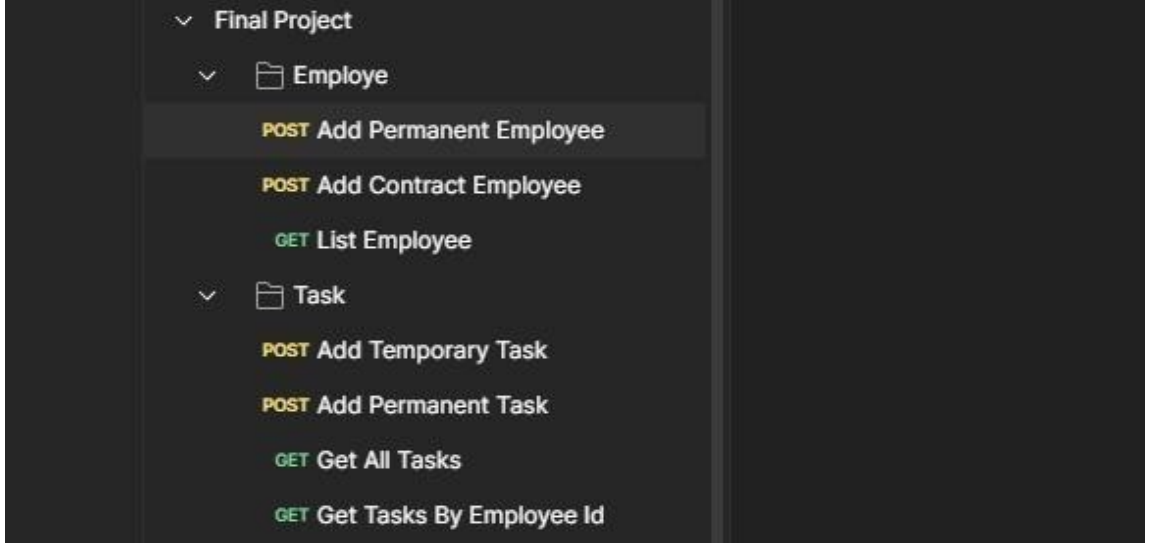 Final Project
Employe
POST Add Permanent Employee
POST Add Contract Employee
GET List Employee
Task
POST Add Temporary Task
POST Add Permanent Task
GET Get All Tasks
GET Get Tasks By Employee Id